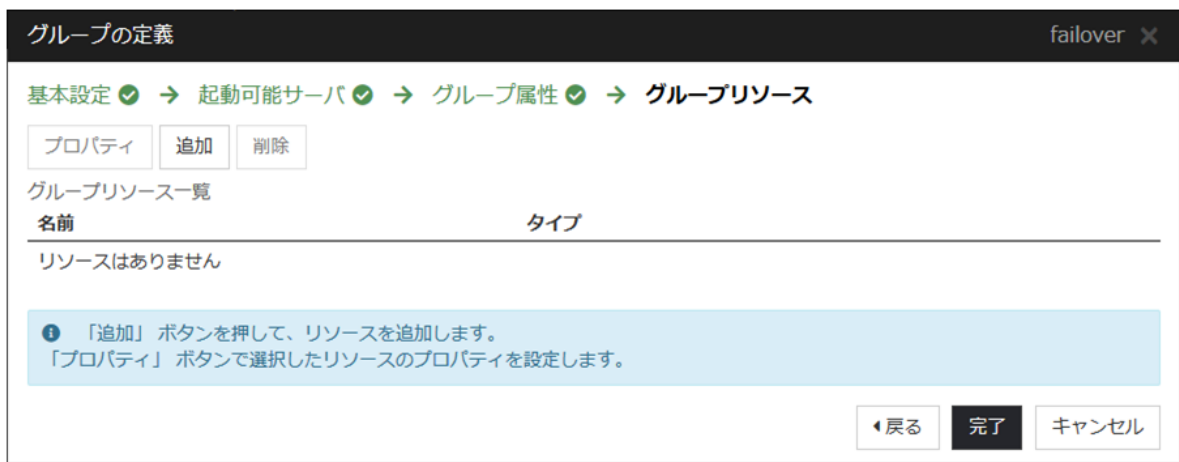 グループの定義 failover
基本設定 → 起動可能サーバ → グループ属性 → グループリソース
プロパティ 追加 削除
グループリソース一覧
名前 タイプ
リソースはありません
「追加」 ボタンを押して、リソースを追加します。
「プロパティ」 ボタンで選択したリソースのプロパティを設定します。
戻る 完了 キャンセル